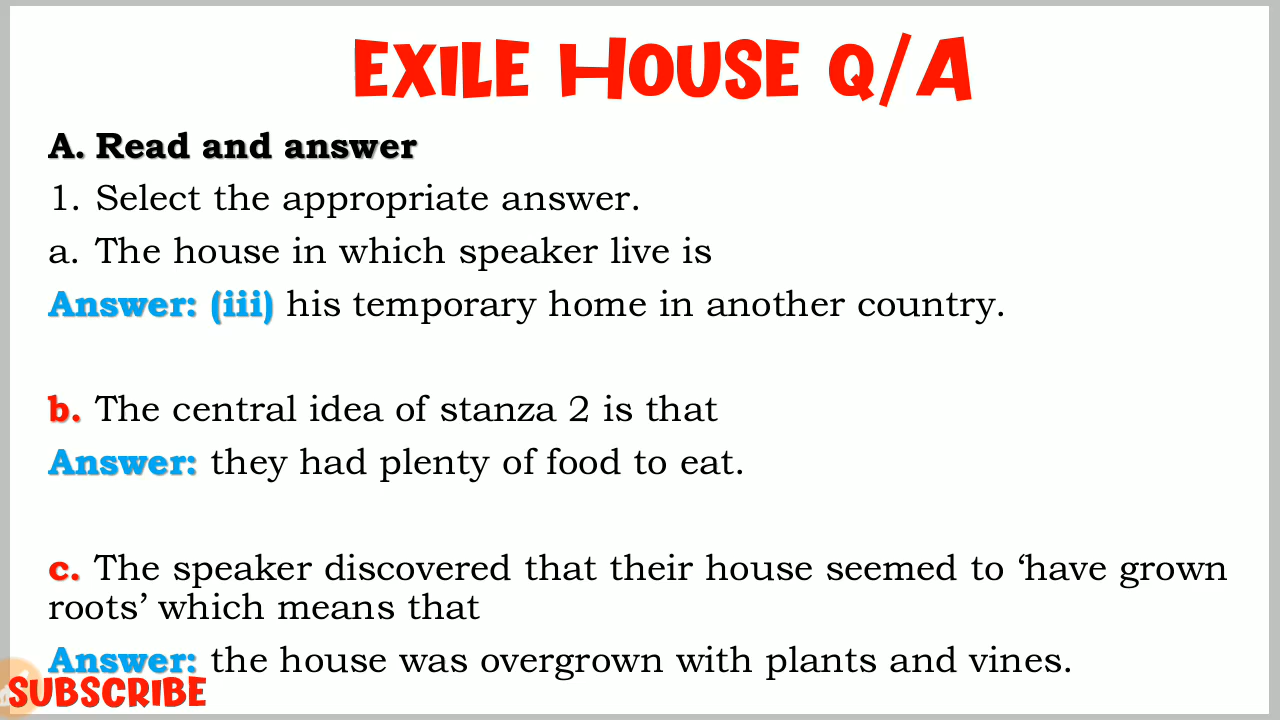 EXILE HOUSE Q/A
A. Read and answer
1. Select the appropriate answer.
a. The house in which speaker live is
Answer: (iii) his temporary home in another country.
b. The central idea of stanza 2 is that
Answer: they had plenty of food to eat.
c. The speaker discovered that their house seemed to ‘have grown
roots’ which means that
Answer: the house was overgrown with plants and vines.
SUBSCRIBE